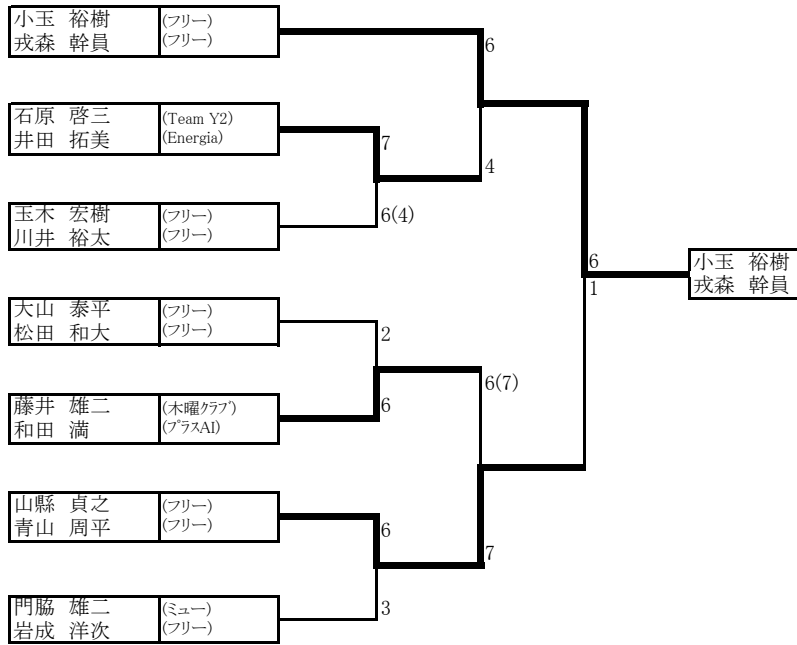 小玉 裕樹 (フリー)
戎森 幹員 (フリー)
6
石原 啓三 (Team Y2)
井田 拓美 (Energia)
7
4
玉木 宏樹 (フリー)
川井 裕太 (フリー)
6(4)
6
1
小玉 裕樹
戎森 幹員
大山 泰平 (フリー)
松田 和大 (フリー)
2
6(7)
藤井 雄二 (木曜クラブ)
和田 満 (プラスAI)
6
山縣 貞之 (フリー)
青山 周平 (フリー)
6
7
門脇 雄二 (ミュー)
岩成 洋次 (フリー)
3